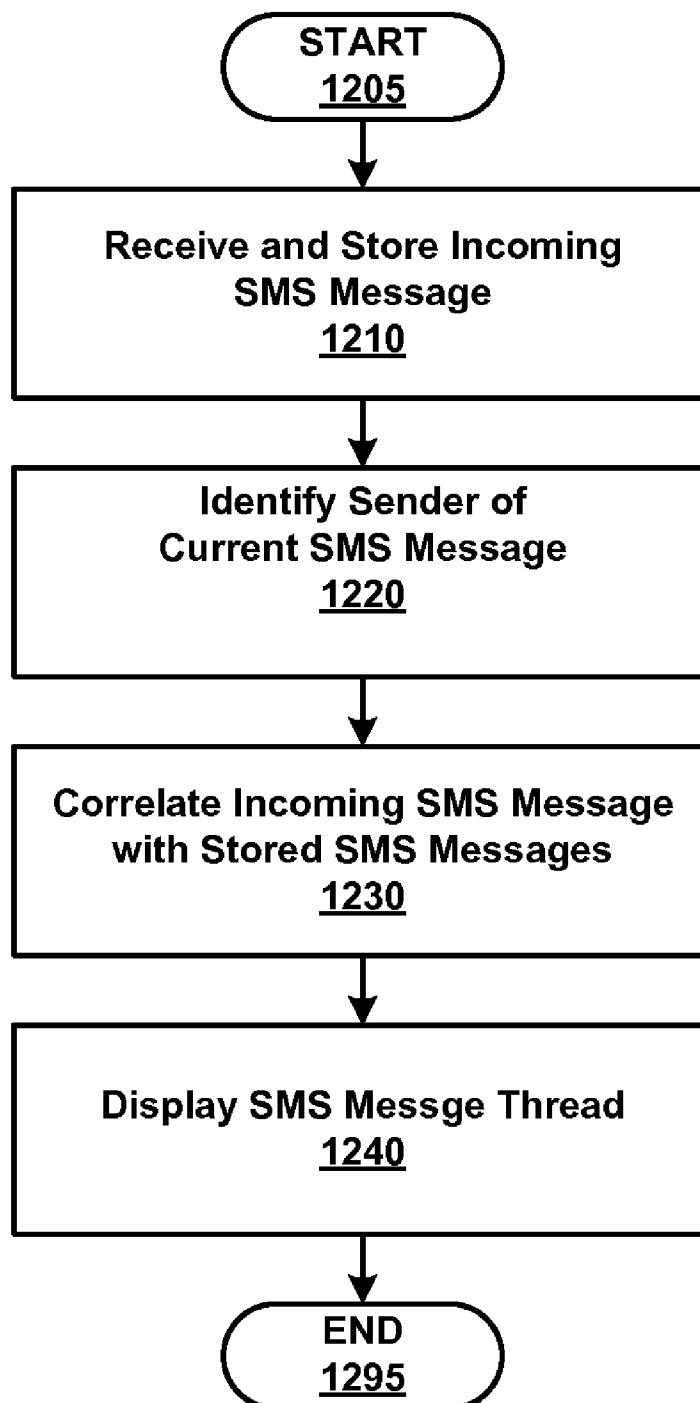 START
1205
Receive and Store Incoming
SMS Message
1210
Identify Sender of
Current SMS Message
1220
Correlate Incoming SMS Message
with Stored SMS Messages
1230
Display SMS Messge Thread
1240
END
1295